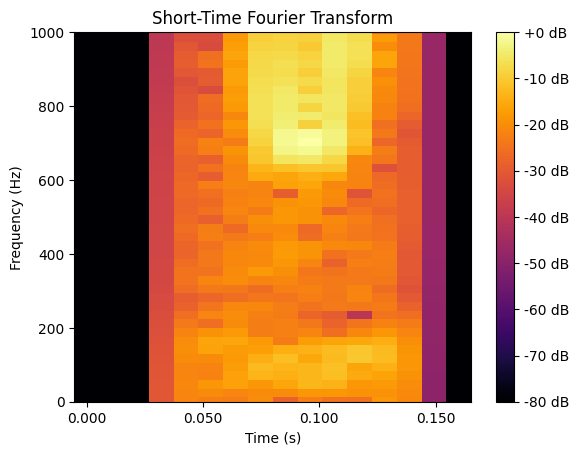 Short-Time Fourier Transform
Frequency (Hz)
1000
800
600
400
200
0
0.000
0.050
0.100
0.150
Time (s)
+0 dB
-10 dB
-20 dB
-30 dB
-40 dB
-50 dB
-60 dB
-70 dB
-80 dB